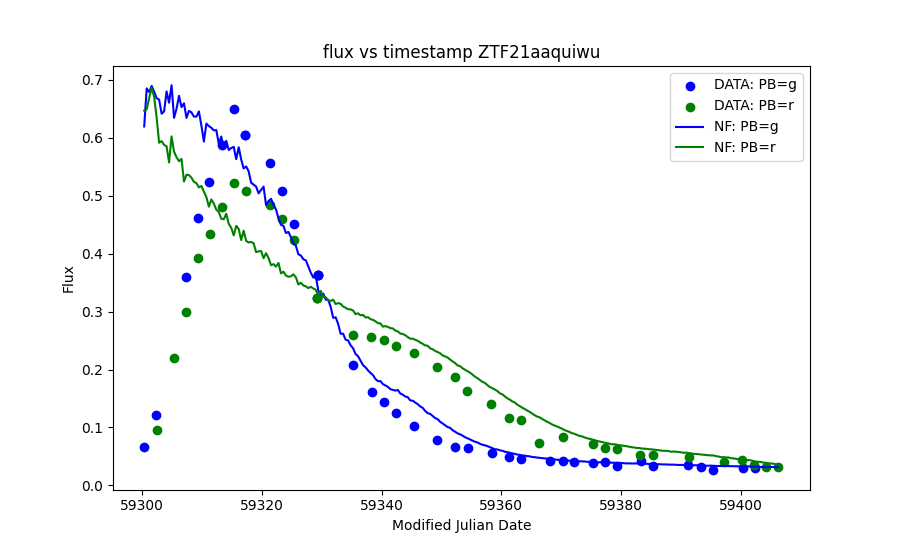 flux vs timestamp ZTF21aaquiwu
0.7
0.6
0.5
0.4
0.3
0.2
0.1
0.0
Flux
DATA: PB=g
DATA: PB=r
NF: PB=g
NF: PB=r
59300 59320 59340 59360 59380 59400
Modified Julian Date